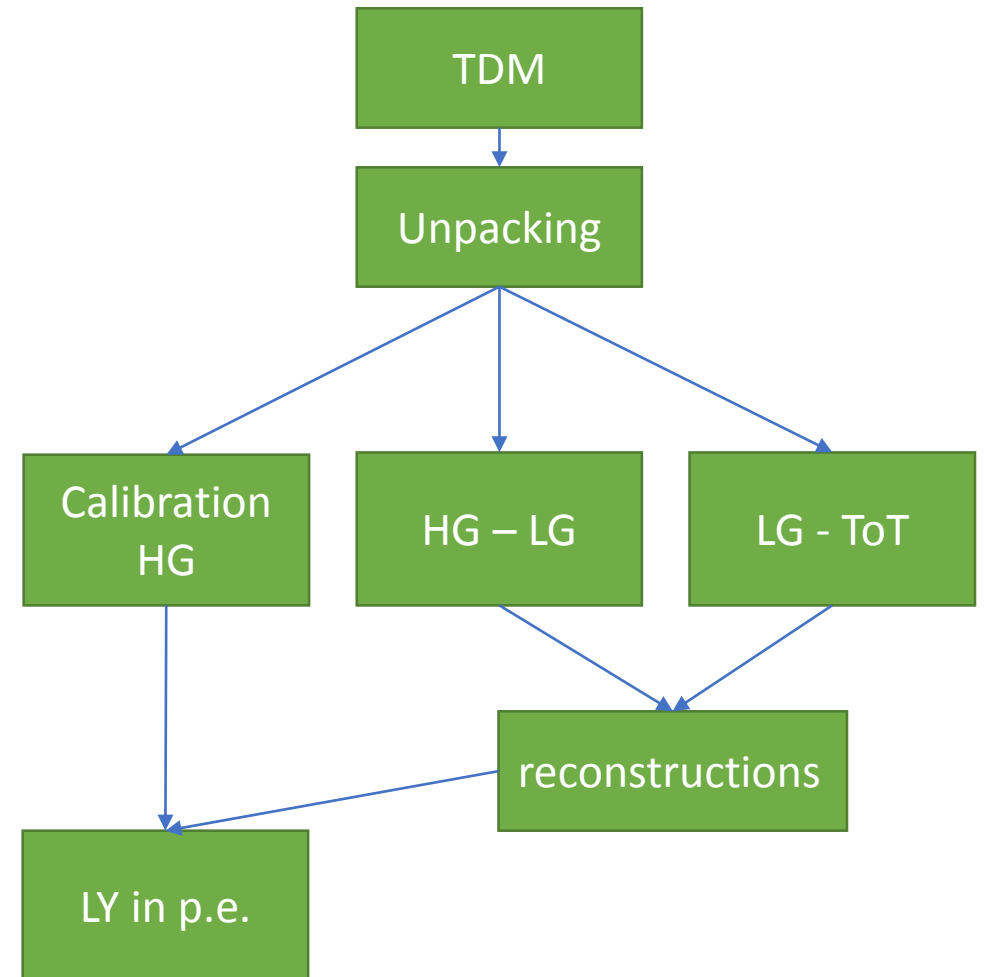 TDM
Unpacking
Calibration
HG
HG – LG
LG - ToT
reconstructions
LY in p.e.